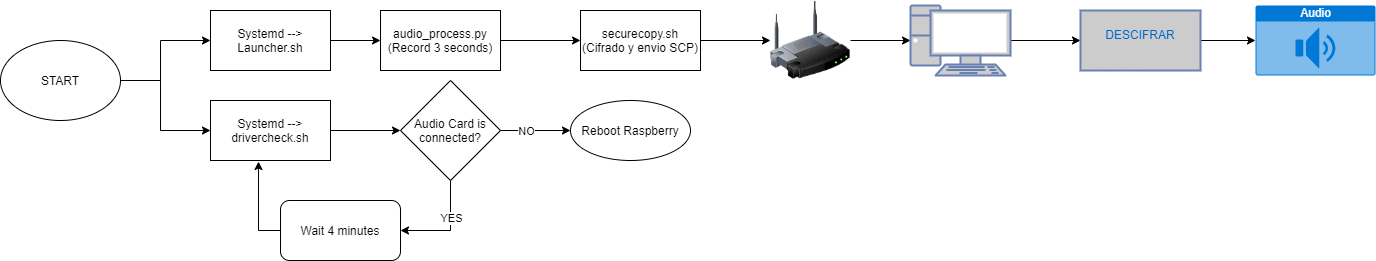 START
Systemd -->
Launcher.sh
audio_process.py
(Record 3 seconds)
securecopy.sh
(Cifrado y envio SCP)
DESCIFRAR
Audio
Systemd -->
drivercheck.sh
Audio Card is
connected?
NO
Reboot Raspberry
YES
Wait 4 minutes